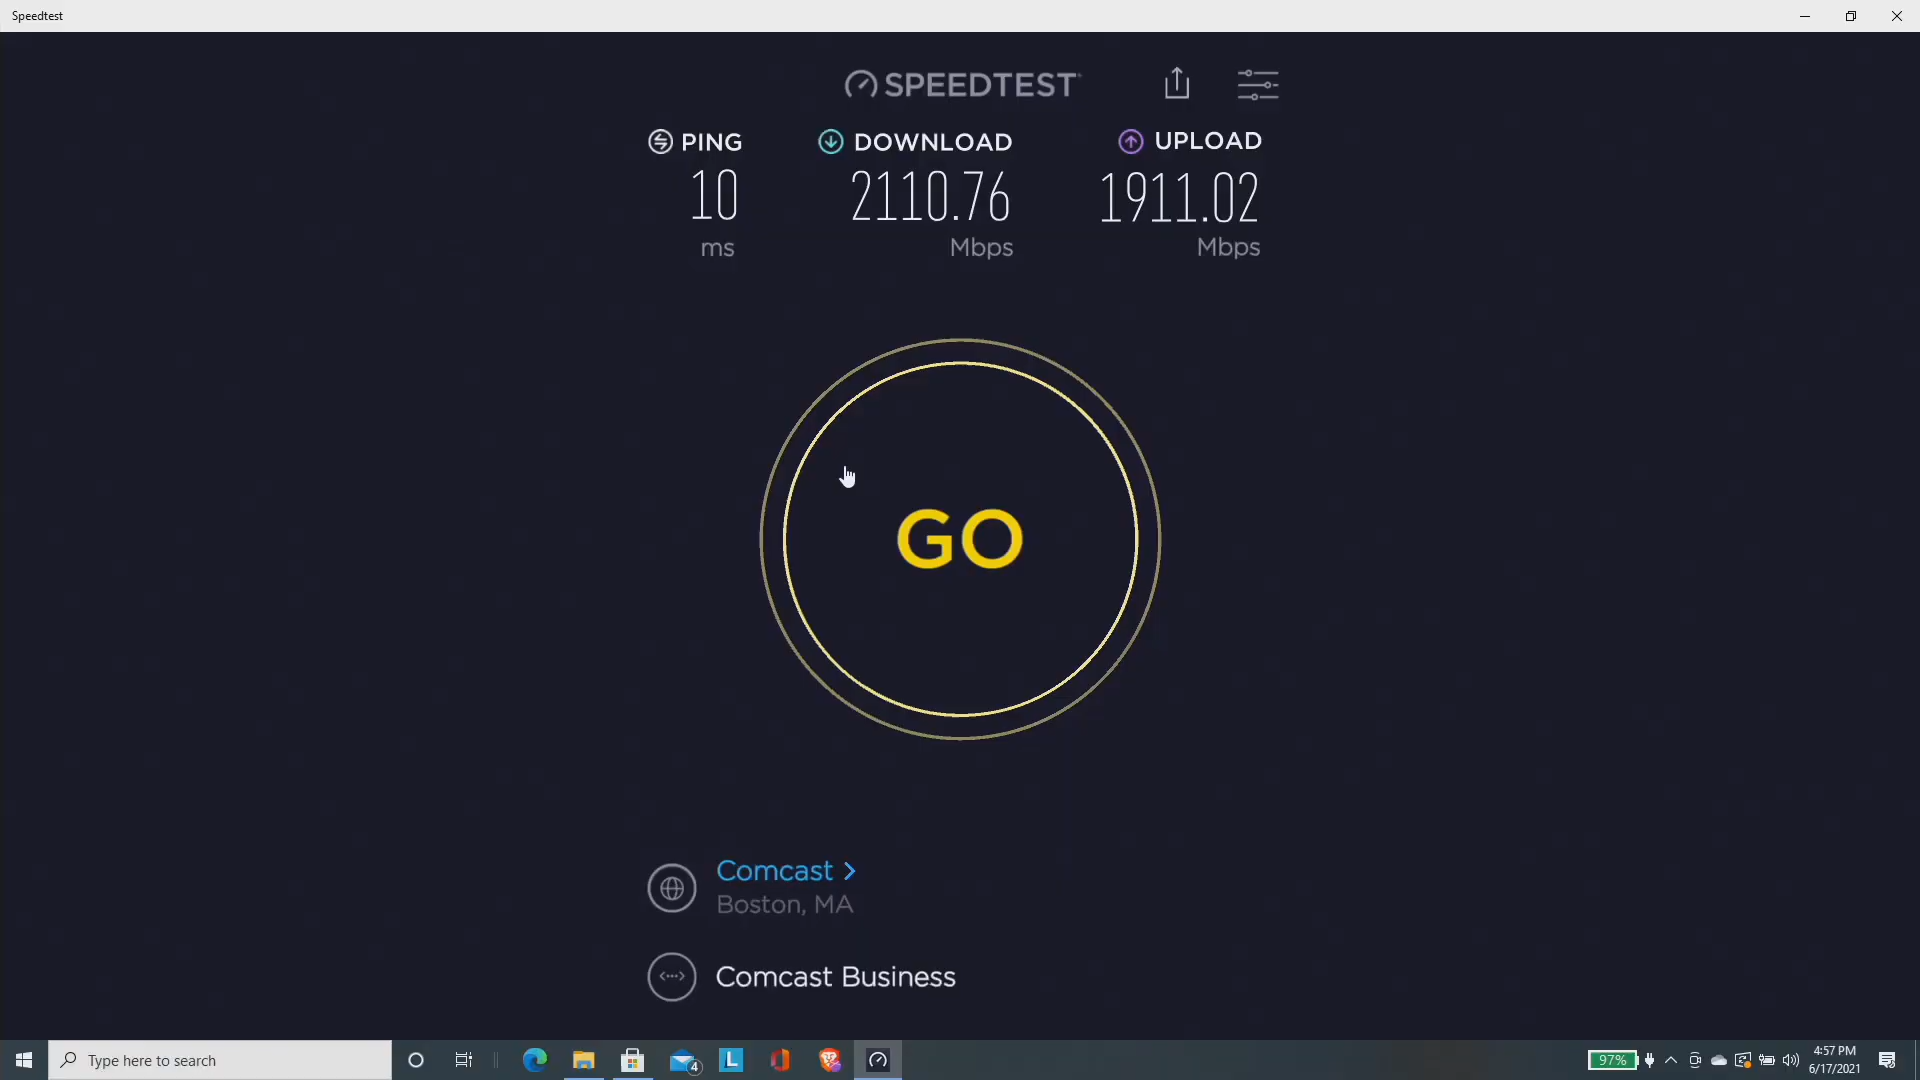 Speedtest
SPEEDTEST
PING
DOWNLOAD
UPLOAD
10
2110.76
1911.02
ms
Mbps
Mbps
GO
Comcast >
Boston, MA
Comcast Business
Type here to search
4
L
97%
4:57 PM
6/17/2021